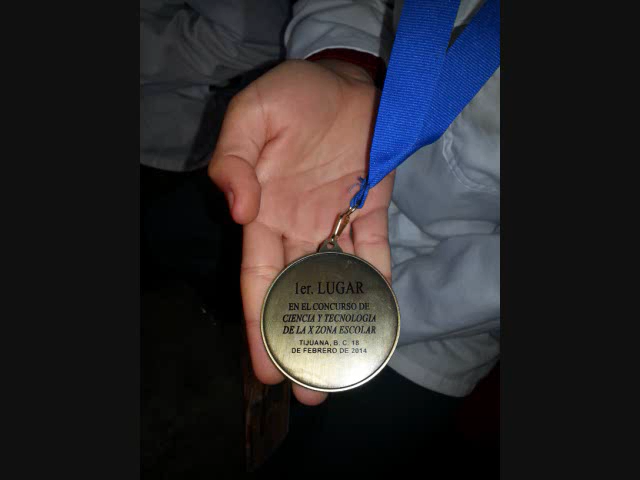 1er. LUGAR
EN EL CONCURSO DE
CIENCIA Y TECNOLOGIA
DE LA X ZONA ESCOLAR
TIJUANA, B. C. 18
DE FEBRERO DE 2014